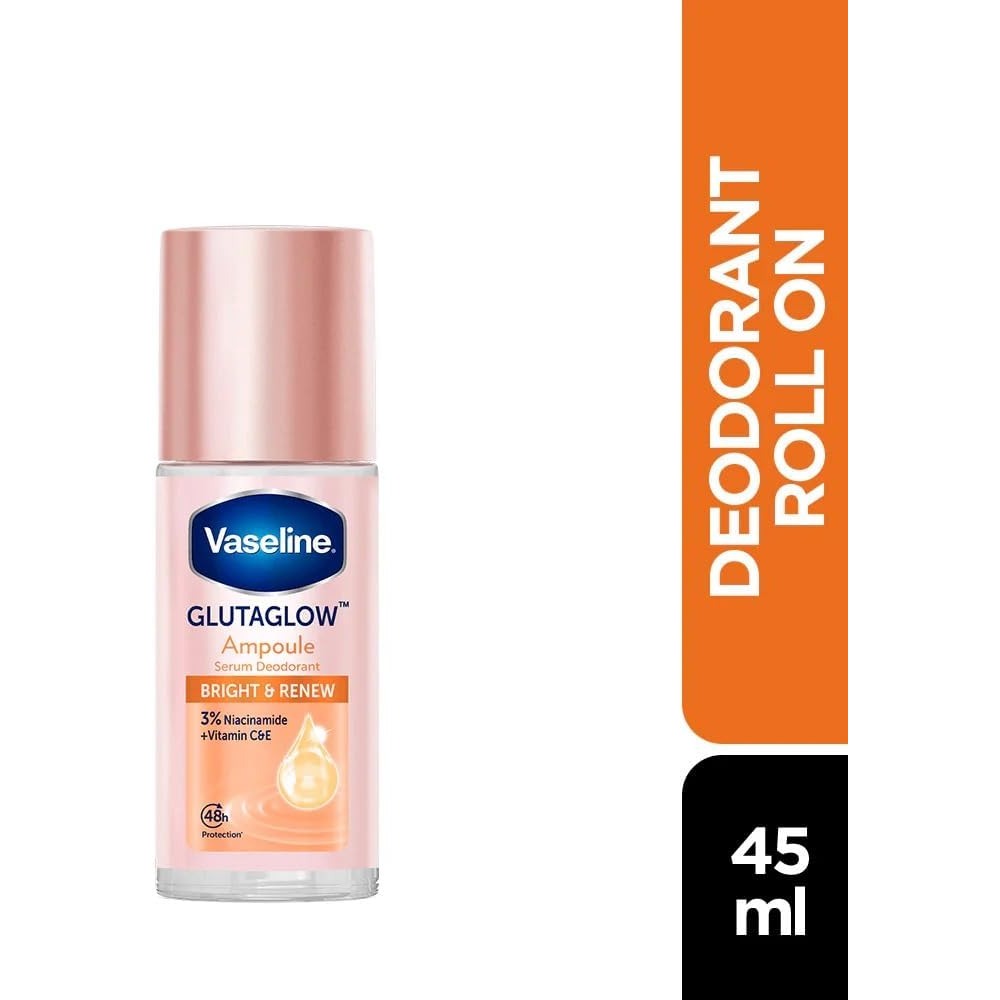 Vaseline®
GLUTAGLOW™
Ampoule
Serum Deodorant
BRIGHT & RENEW
3% Niacinamide
+Vitamin C&E
48h
Protection*
DEODORANT
ROLL ON
45
ml